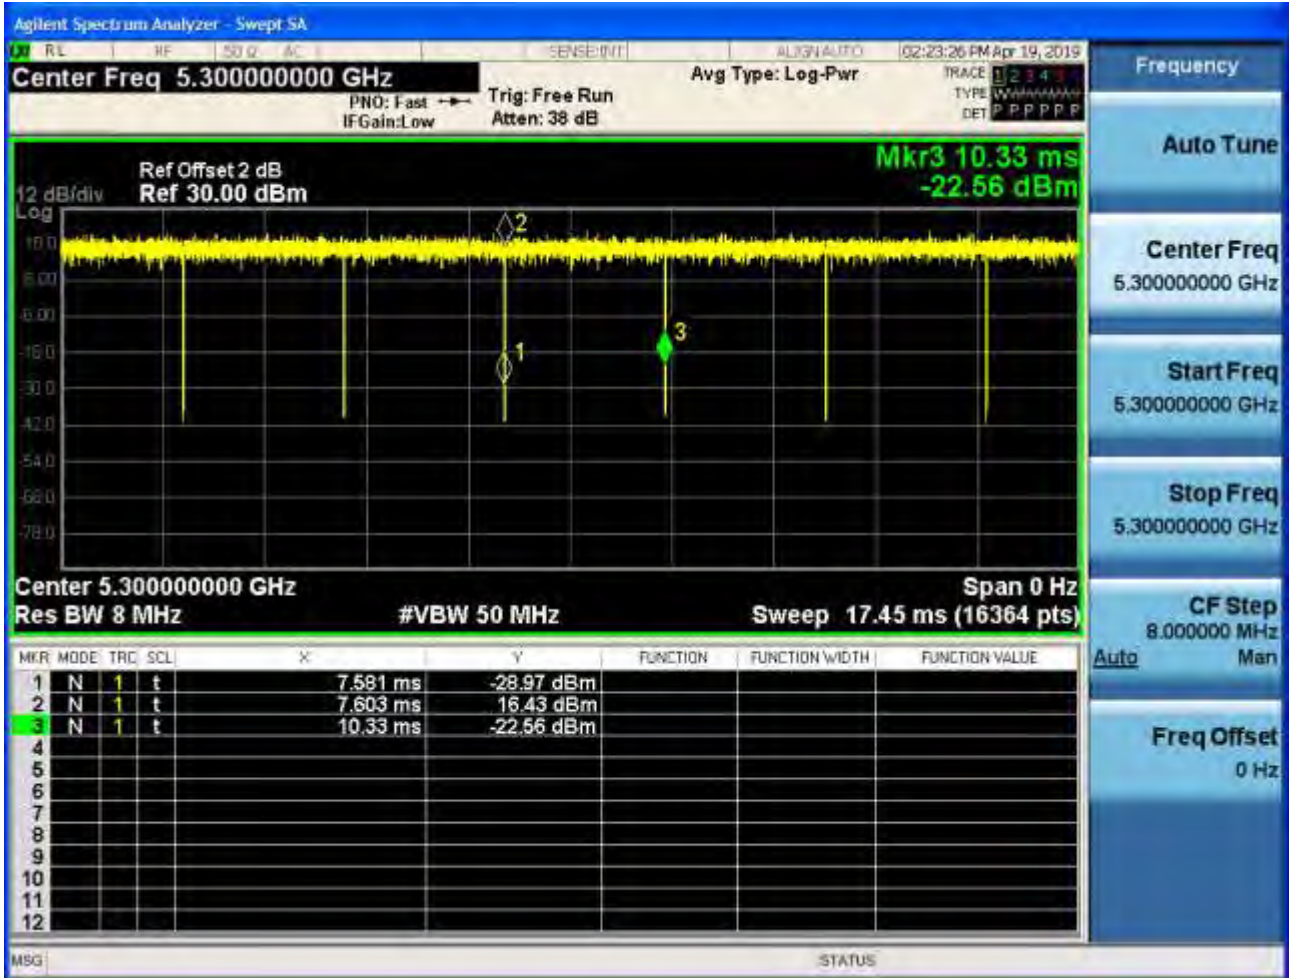 Agilent Spectrum Analyzer - Swept SA
LXI RL RF 50 Ω AC SENSE:INT ALIGN AUTO 02:23:26 PM Apr 19, 2019
Center Freq 5.300000000 GHz
PNO: Fast
IFGain:Low
Trig: Free Run
Atten: 38 dB
Avg Type: Log-Pwr
TRACE 1 2 3 4
TYPE
DET P P P P P P
Mkr3 10.33 ms
-22.56 dBm
Ref Offset 2 dB
12 dB/div Ref 30.00 dBm
Log
18.0
6.00
-6.00
-18.0
-30.0
-42.0
-54.0
-66.0
-78.0
2
1
3
Center 5.300000000 GHz Span 0 Hz
Res BW 8 MHz #VBW 50 MHz Sweep 17.45 ms (16364 pts)
MKR MODE TRC SCL X Y FUNCTION FUNCTION WIDTH FUNCTION VALUE
1 N 1 t 7.581 ms -28.97 dBm
2 N 1 t 7.603 ms 16.43 dBm
3 N 1 t 10.33 ms -22.56 dBm
4
5
6
7
8
9
10
11
12
MSG STATUS
Frequency
Auto Tune
Center Freq
5.300000000 GHz
Start Freq
5.300000000 GHz
Stop Freq
5.300000000 GHz
CF Step
8.000000 MHz
Auto Man
Freq Offset
0 Hz